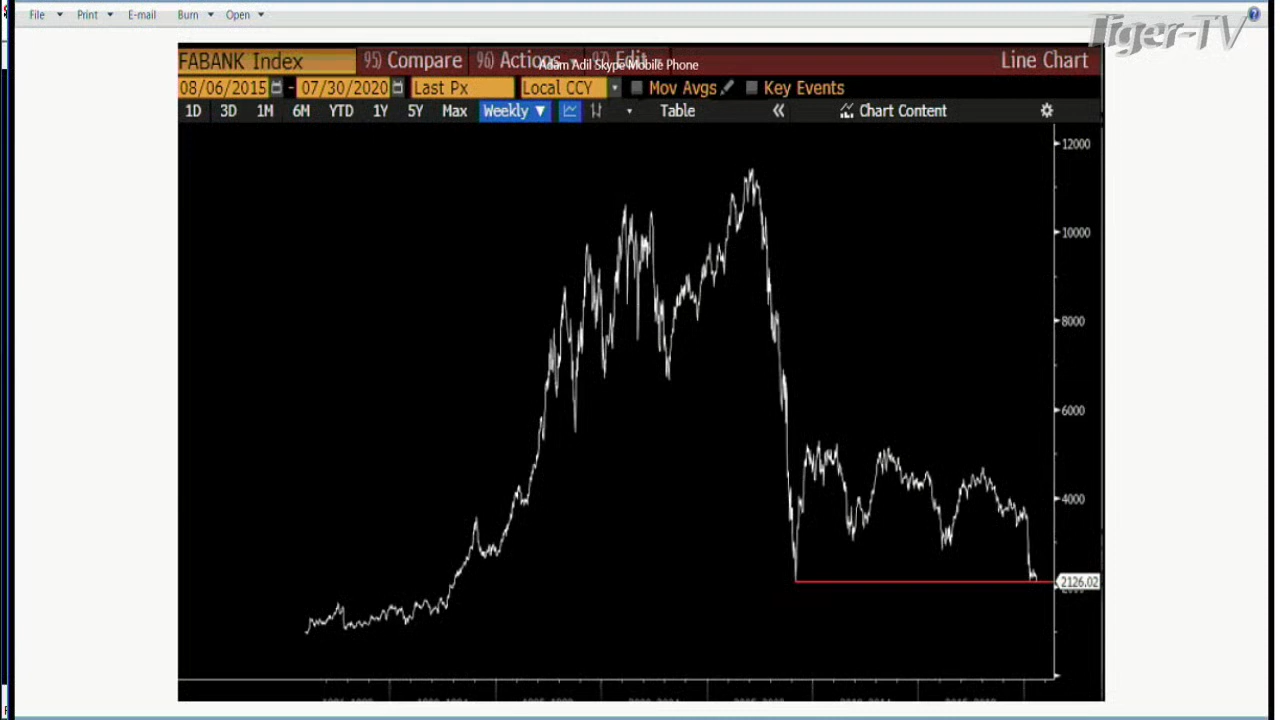 File Print E-mail Burn Open
Tiger-TV
FABANK Index 95) Compare 96) Actions 97) Edit Line Chart
Adam Adil Skype Mobile Phone
08/06/2015 - 07/30/2020 Last Px Local CCY Mov Avgs Key Events
1D 3D 1M 6M YTD 1Y 5Y Max Weekly ▼ Table « Chart Content
12000
10000
8000
6000
4000
2126.02